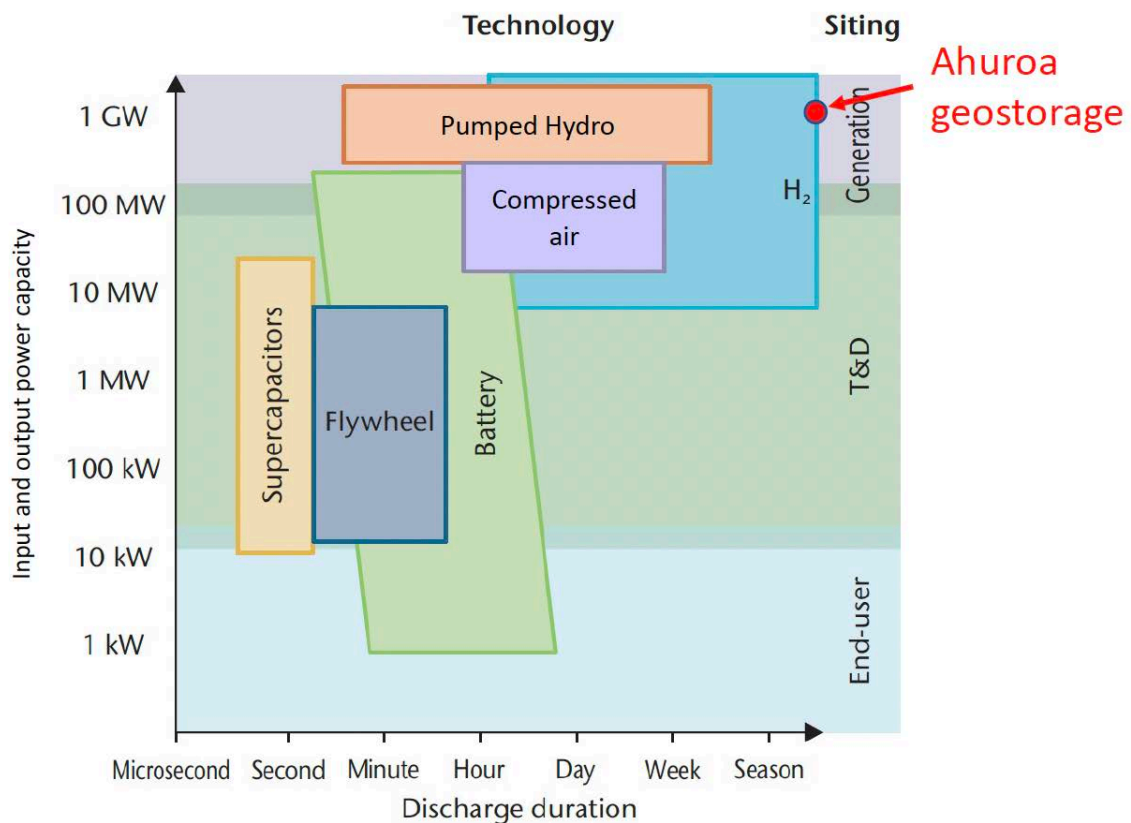 Technology
Siting
Ahuroa
geostorage
Input and output power capacity
1 GW
100 MW
10 MW
1 MW
100 kW
10 kW
1 kW
Pumped Hydro
Compressed
air
H2
Supercapacitors
Flywheel
Battery
Generation
T&D
End-user
Microsecond
Second
Minute
Hour
Day
Week
Season
Discharge duration